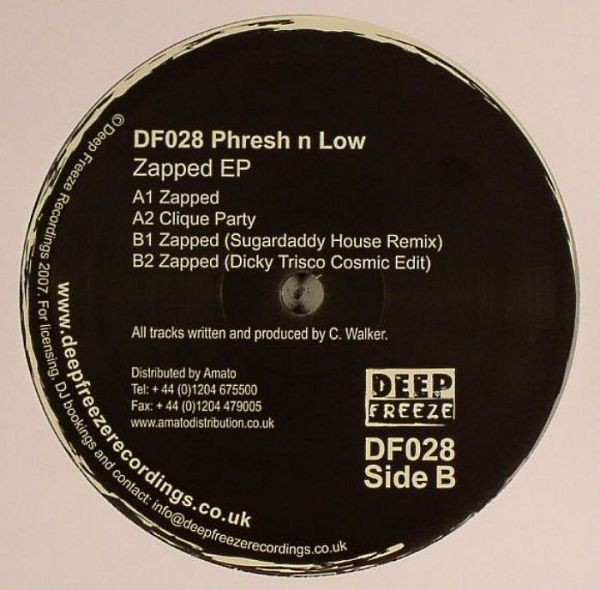 DF028 Phresh n Low
Zapped EP
A1 Zapped
A2 Clique Party
B1 Zapped (Sugardaddy House Remix)
B2 Zapped (Dicky Trisco Cosmic Edit)
All tracks written and produced by C. Walker.
Distributed by Amato
Tel: + 44 (0)1204 675500
Fax: + 44 (0)1204 479005
www.amatodistribution.co.uk
DEEP
FREEZE
DF028
Side B
www.deepfreezerecordings.co.uk
©Deep Freeze Recordings 2007. For licensing, DJ bookings and contact: info@deepfreezerecordings.co.uk